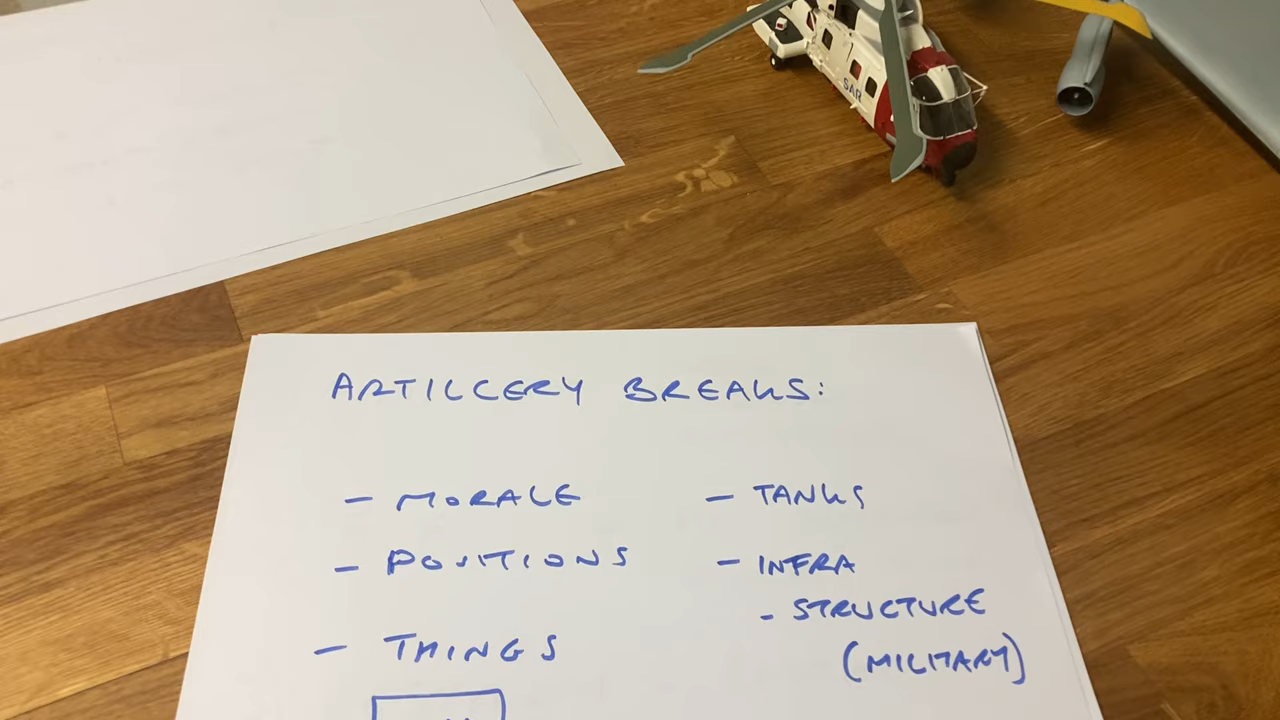 ARTILLERY BREAKS:
- MORALE
- POSITIONS
- THINGS
- TANKS
- INFRA
- STRUCTURE
(MILITARY)
SAR